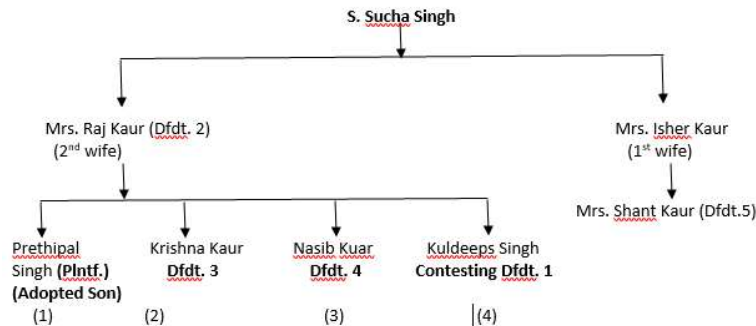 S. Sucha Singh
Mrs. Raj Kaur (Dfdt. 2)
(2nd wife)
Mrs. Isher Kaur
(1st wife)
Mrs. Shant Kaur (Dfdt.5)
Prethipal
Singh (Plntf.)
(Adopted Son)
(1)
Krishna Kaur
Dfdt. 3
(2)
Nasib Kuar
Dfdt. 4
(3)
Kuldeeps Singh
Contesting Dfdt. 1
(4)